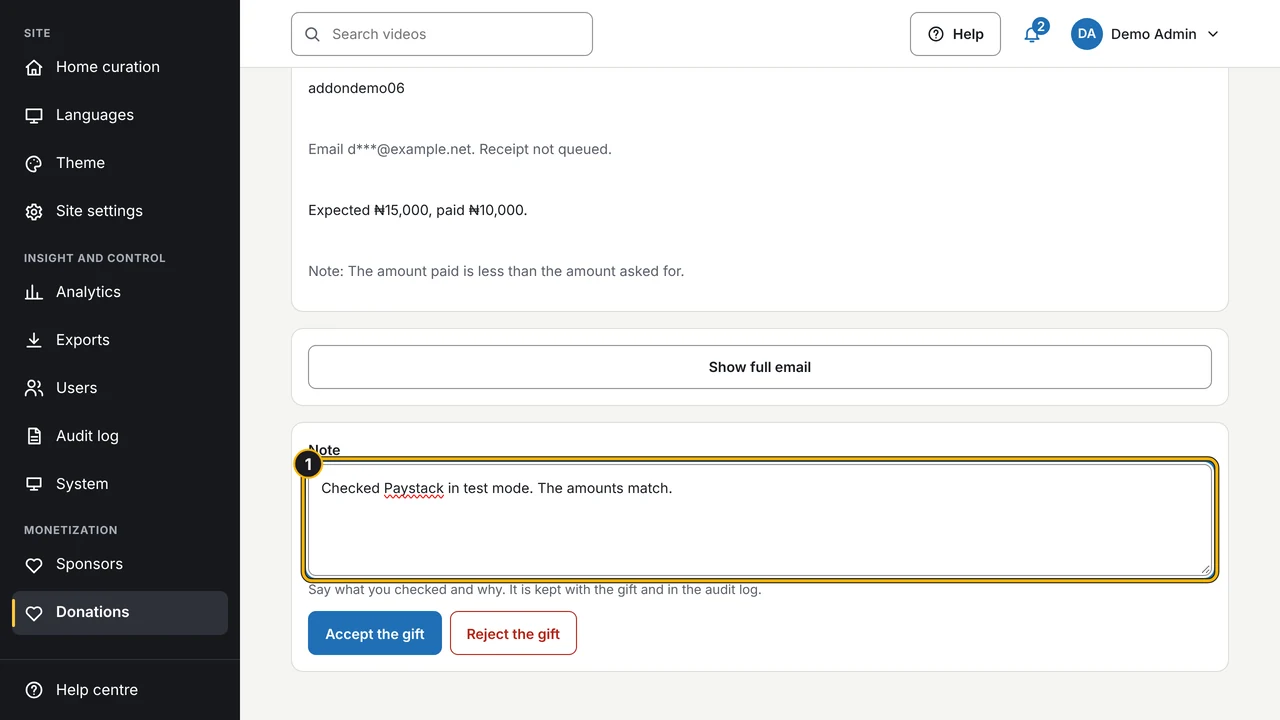 SITE
Home curation
Languages
Theme
Site settings
INSIGHT AND CONTROL
Analytics
Exports
Users
Audit log
System
MONETIZATION
Sponsors
Donations
Help centre
Search videos
Help
2
DA
Demo Admin
addondemo06
Email d***@example.net. Receipt not queued.
Expected ₦15,000, paid ₦10,000.
Note: The amount paid is less than the amount asked for.
Show full email
Note
1
Checked Paystack in test mode. The amounts match.
Say what you checked and why. It is kept with the gift and in the audit log.
Accept the gift
Reject the gift